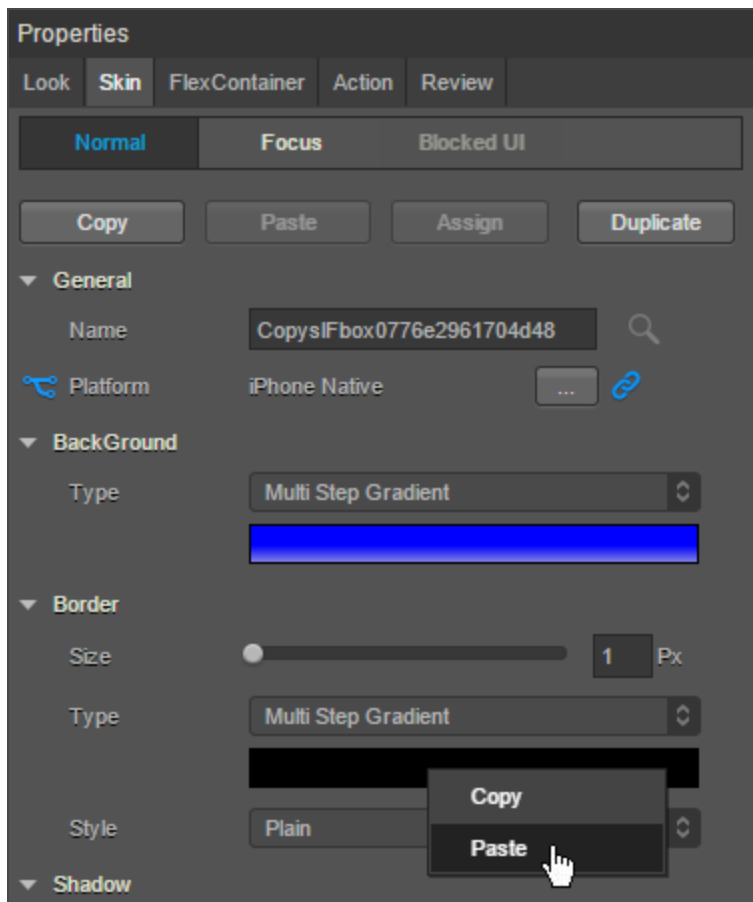 Properties
Look Skin FlexContainer Action Review
Normal Focus Blocked UI
Copy Paste Assign Duplicate
General
Name CopyslFbox0776e2961704d48
Platform iPhone Native ...
BackGround
Type Multi Step Gradient
Border
Size 1 Px
Type Multi Step Gradient
Copy
Style Plain
Paste
Shadow